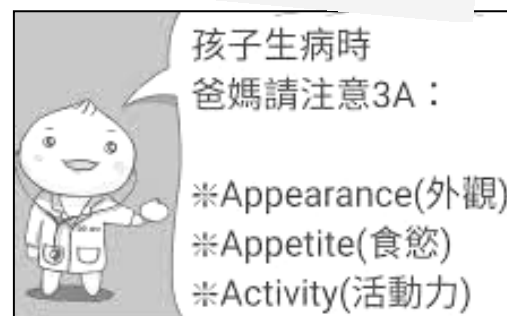 孩子生病時
爸媽請注意3A：
※Appearance(外觀)
※Appetite(食慾)
※Activity(活動力)